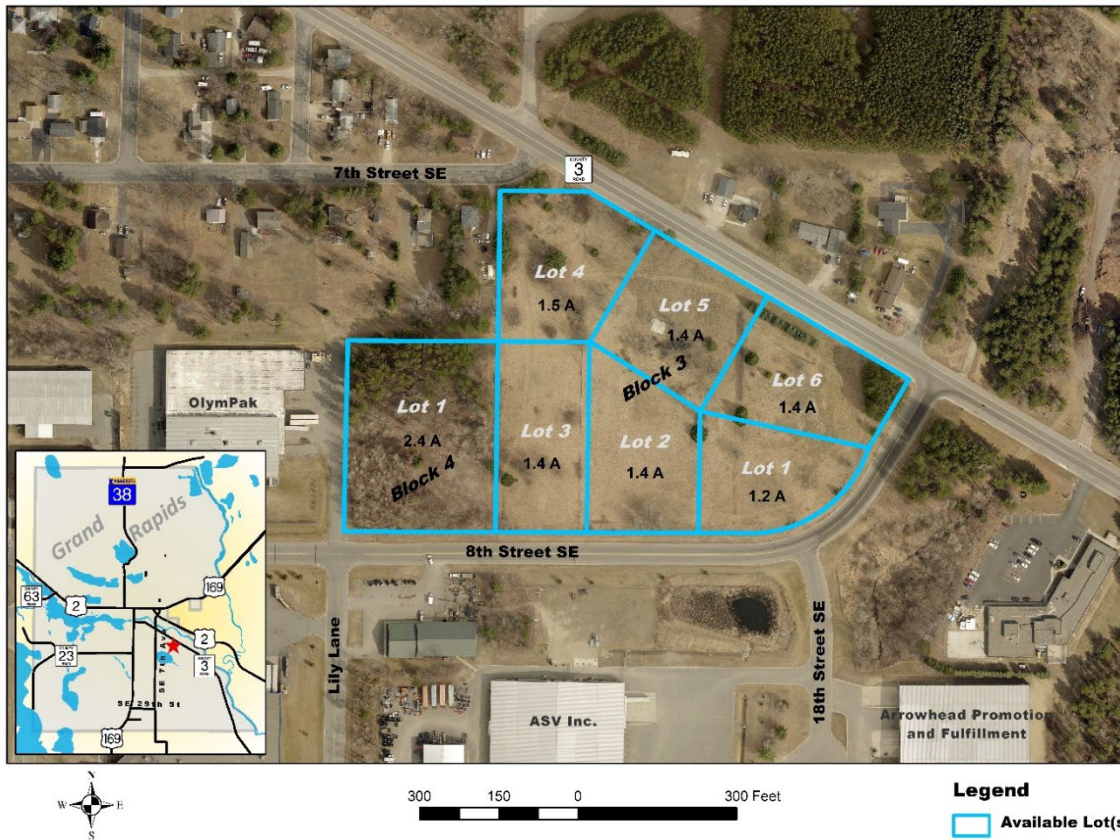 7th Street SE
COUNTY
3
ROAD
Lot 4
1.5 A
Lot 5
1.4 A
Block 3
Lot 6
1.4 A
OlymPak
Lot 1
2.4 A
Block 4
Lot 3
1.4 A
Lot 2
1.4 A
Lot 1
1.2 A
8th Street SE
Lily Lane
18th Street SE
ASV Inc.
Arrowhead Promotion
and Fulfillment
38
Grand Rapids
169
63
2
2
23
3
SE 7th Ave
SE 29th St
169
N
W E
S
300 150 0 300 Feet
Legend
Available Lot(s